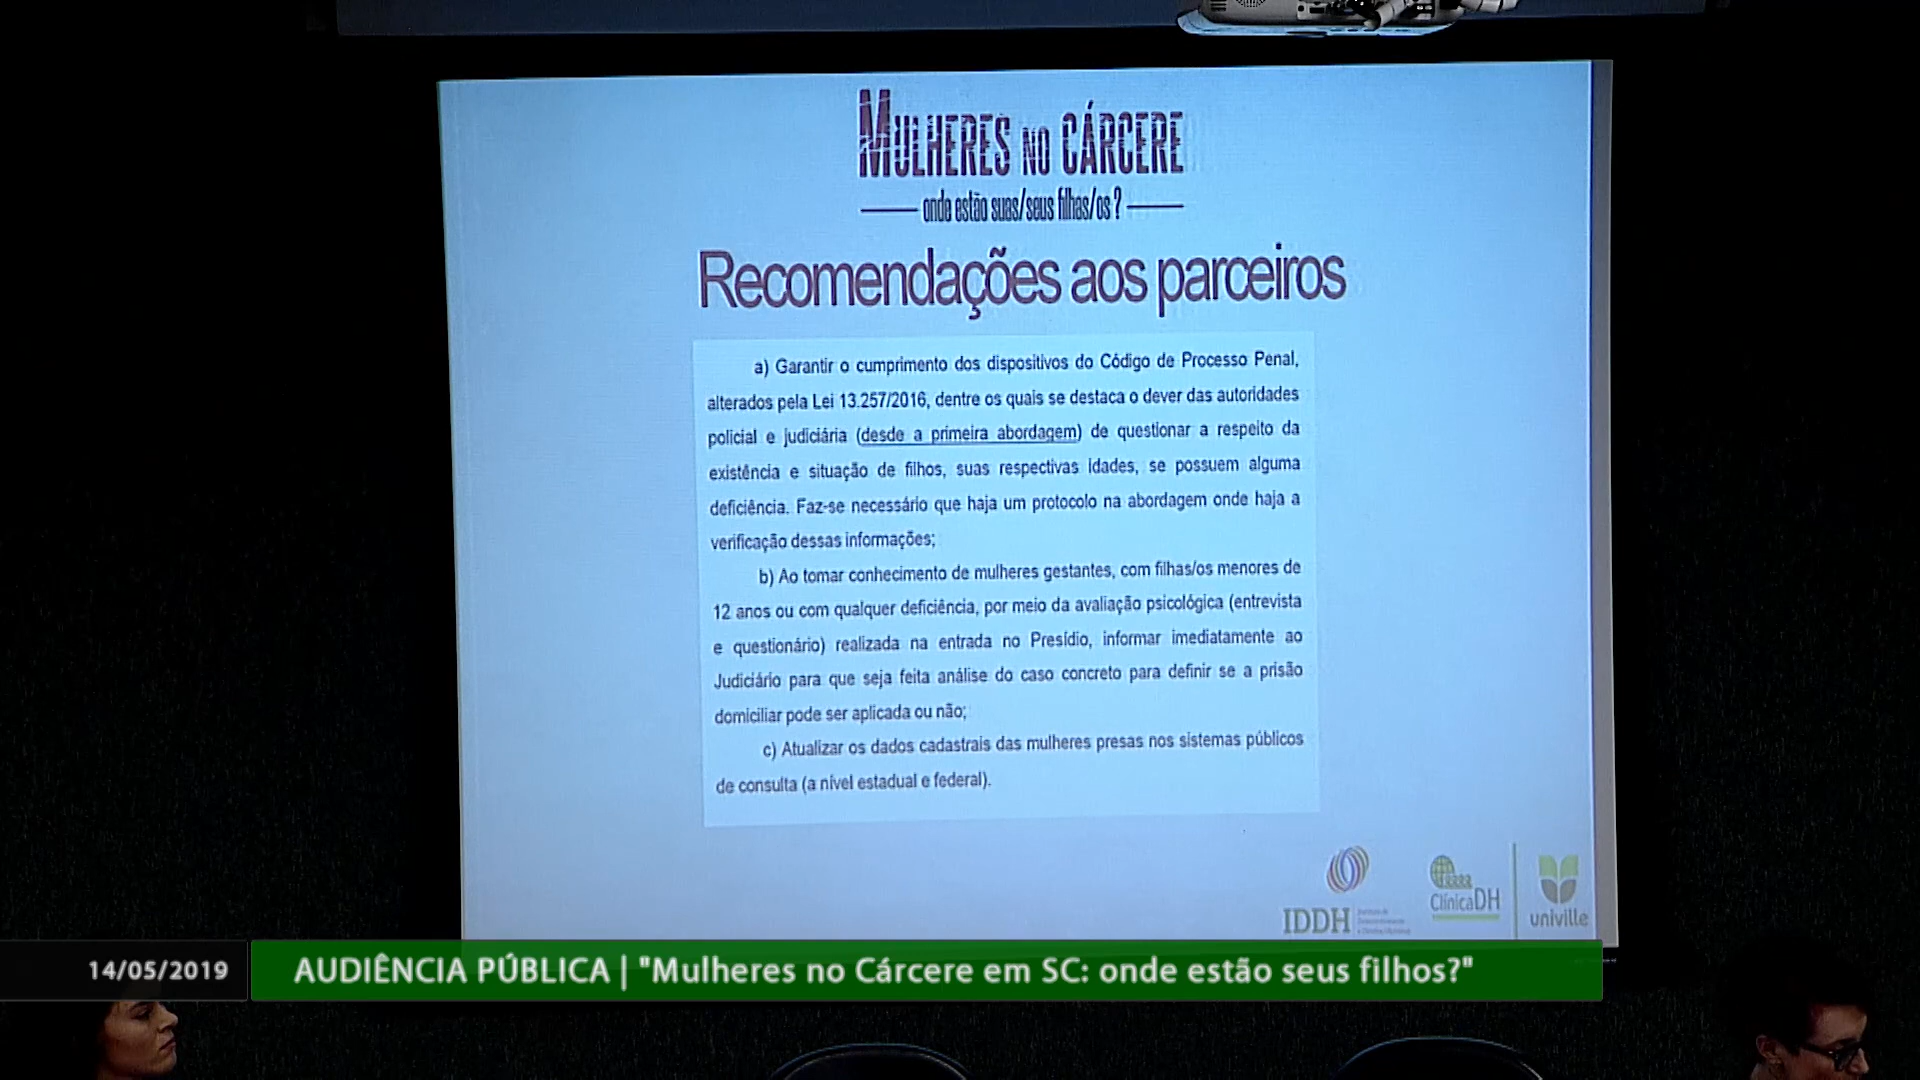 MULHERES NO CÁRCERE
onde estão suas/seus filhas/os?
Recomendações aos parceiros
a) Garantir o cumprimento dos dispositivos do Código de Processo Penal,
alterados pela Lei 13.257/2016, dentre os quais se destaca o dever das autoridades
policial e judiciária (desde a primeira abordagem) de questionar a respeito da
existência e situação de filhos, suas respectivas idades, se possuem alguma
deficiência. Faz-se necessário que haja um protocolo na abordagem onde haja a
verificação dessas informações;
b) Ao tomar conhecimento de mulheres gestantes, com filhas/os menores de
12 anos ou com qualquer deficiência, por meio da avaliação psicológica (entrevista
e questionário) realizada na entrada no Presídio, informar imediatamente ao
Judiciário para que seja feita análise do caso concreto para definir se a prisão
domiciliar pode ser aplicada ou não;
c) Atualizar os dados cadastrais das mulheres presas nos sistemas públicos
de consulta (a nível estadual e federal).
IDDH
ClínicaDH
univille
14/05/2019
AUDIÊNCIA PÚBLICA | "Mulheres no Cárcere em SC: onde estão seus filhos?"